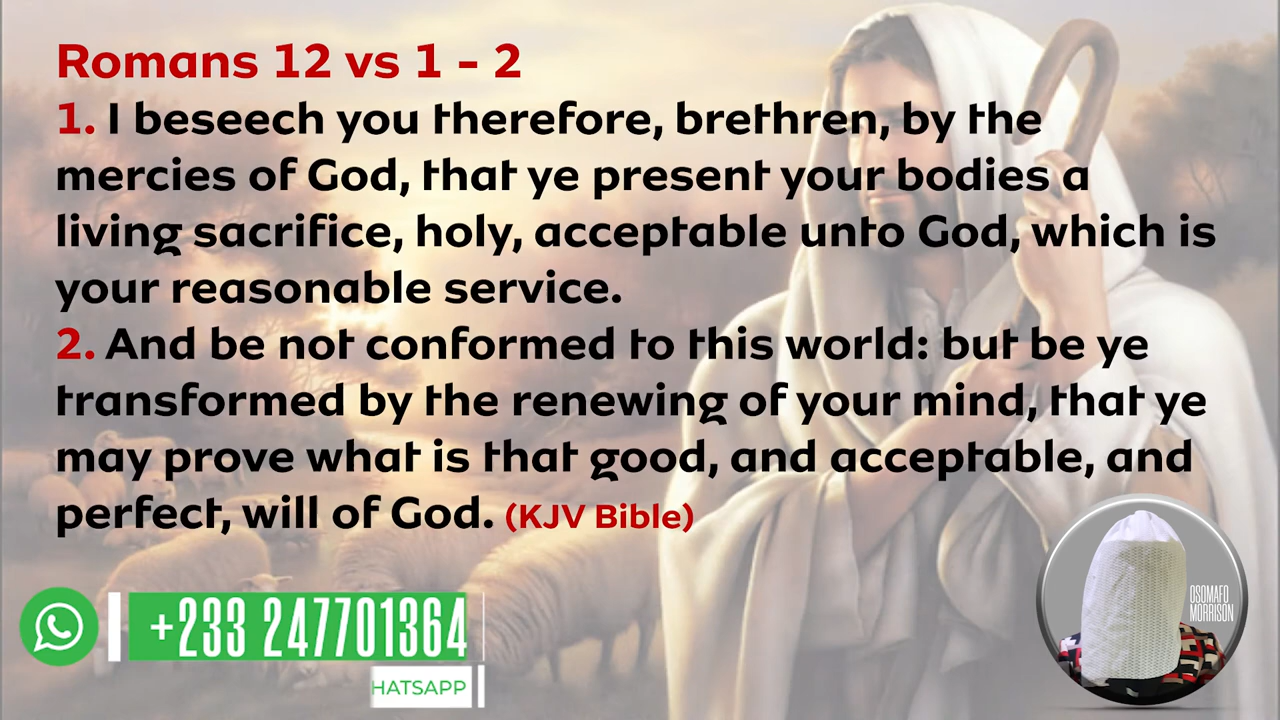 Romans 12 vs 1 - 2
1. I beseech you therefore, brethren, by the
mercies of God, that ye present your bodies a
living sacrifice, holy, acceptable unto God, which is
your reasonable service.
2. And be not conformed to this world: but be ye
transformed by the renewing of your mind, that ye
may prove what is that good, and acceptable, and
perfect, will of God. (KJV Bible)
+233 247701364
HATSAPP
OSOMAFO
MORRISON